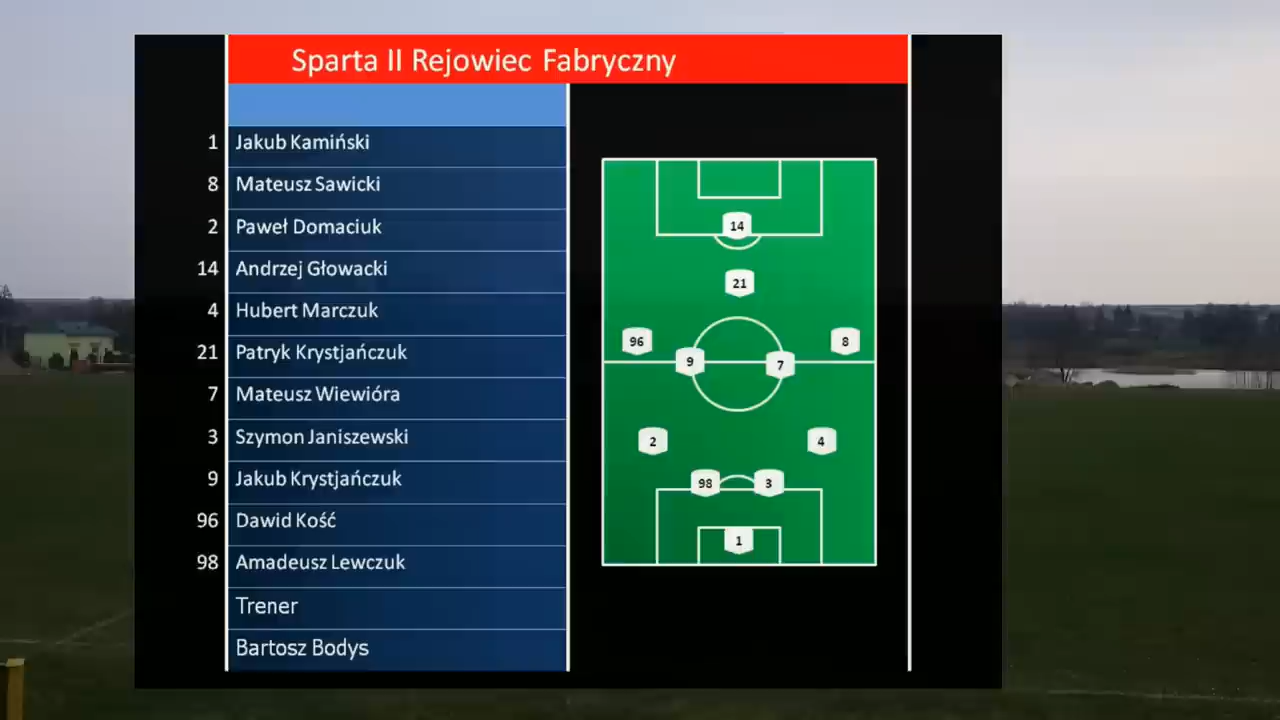 Sparta II Rejowiec Fabryczny
1 Jakub Kamiński
8 Mateusz Sawicki
2 Paweł Domaciuk
14 Andrzej Głowacki
4 Hubert Marczuk
21 Patryk Krystjańczuk
7 Mateusz Wiewióra
3 Szymon Janiszewski
9 Jakub Krystjańczuk
96 Dawid Kość
98 Amadeusz Lewczuk
Trener
Bartosz Bodys
14
21
96 8
9 7
2 4
98 3
1